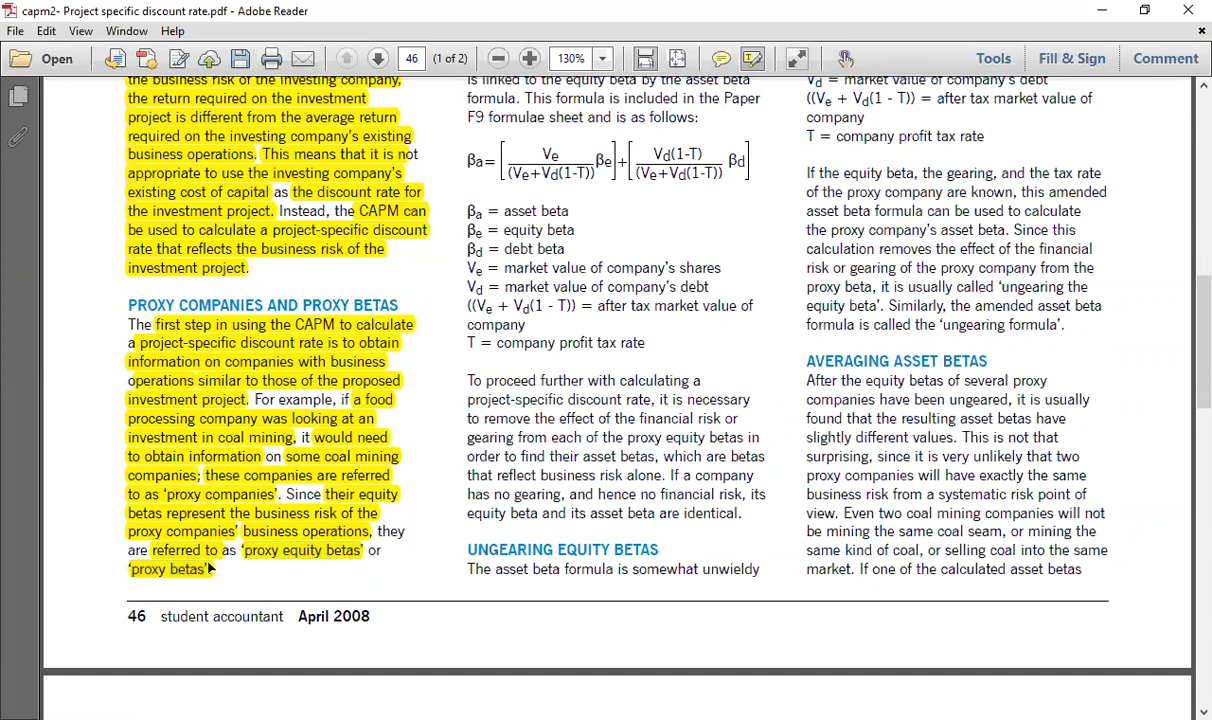 capm2- Project specific discount rate.pdf - Adobe Reader
File Edit View Window Help
Open
46 (1 of 2)
130%
Tools
Fill & Sign
Comment
the business risk of the investing company,
the return required on the investment
project is different from the average return
required on the investing company's existing
business operations. This means that it is not
appropriate to use the investing company's
existing cost of capital as the discount rate for
the investment project. Instead, the CAPM can
be used to calculate a project-specific discount
rate that reflects the business risk of the
investment project.
PROXY COMPANIES AND PROXY BETAS
The first step in using the CAPM to calculate
a project-specific discount rate is to obtain
information on companies with business
operations similar to those of the proposed
investment project. For example, if a food
processing company was looking at an
investment in coal mining, it would need
to obtain information on some coal mining
companies; these companies are referred
to as 'proxy companies'. Since their equity
betas represent the business risk of the
proxy companies' business operations, they
are referred to as 'proxy equity betas' or
'proxy betas'
is linked to the equity beta by the asset beta
formula. This formula is included in the Paper
F9 formulae sheet and is as follows:
βa = [Ve/(Ve+Vd(1-T)) βe] + [Vd(1-T)/(Ve+Vd(1-T)) βd]
βa = asset beta
βe = equity beta
βd = debt beta
Ve = market value of company's shares
Vd = market value of company's debt
((Ve + Vd(1 - T)) = after tax market value of
company
T = company profit tax rate
To proceed further with calculating a
project-specific discount rate, it is necessary
to remove the effect of the financial risk or
gearing from each of the proxy equity betas in
order to find their asset betas, which are betas
that reflect business risk alone. If a company
has no gearing, and hence no financial risk, its
equity beta and its asset beta are identical.
UNGEARING EQUITY BETAS
The asset beta formula is somewhat unwieldy
Vd = market value of company's debt
((Ve + Vd(1 - T)) = after tax market value of
company
T = company profit tax rate
If the equity beta, the gearing, and the tax rate
of the proxy company are known, this amended
asset beta formula can be used to calculate
the proxy company's asset beta. Since this
calculation removes the effect of the financial
risk or gearing of the proxy company from the
proxy beta, it is usually called 'ungearing the
equity beta'. Similarly, the amended asset beta
formula is called the 'ungearing formula'.
AVERAGING ASSET BETAS
After the equity betas of several proxy
companies have been ungeared, it is usually
found that the resulting asset betas have
slightly different values. This is not that
surprising, since it is very unlikely that two
proxy companies will have exactly the same
business risk from a systematic risk point of
view. Even two coal mining companies will not
be mining the same coal seam, or mining the
same kind of coal, or selling coal into the same
market. If one of the calculated asset betas
46 student accountant April 2008